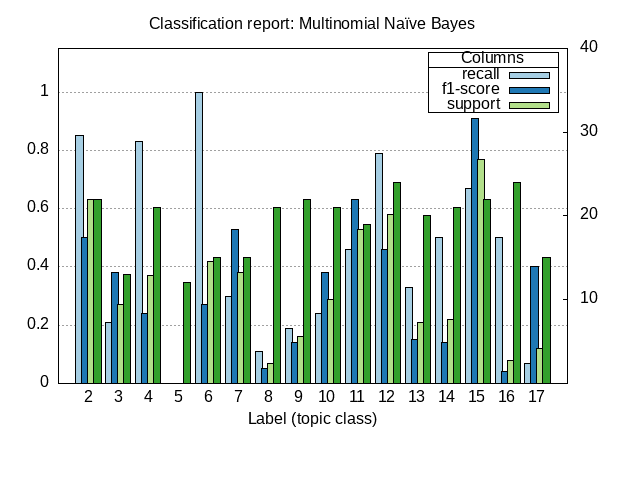 Classification report: Multinomial Naïve Bayes
40
Columns
recall
1
f1-score
support
30
0.8
0.6
20
0.4
10
0.2
0
2 3 4 5 6 7 8 9 10 11 12 13 14 15 16 17
Label (topic class)